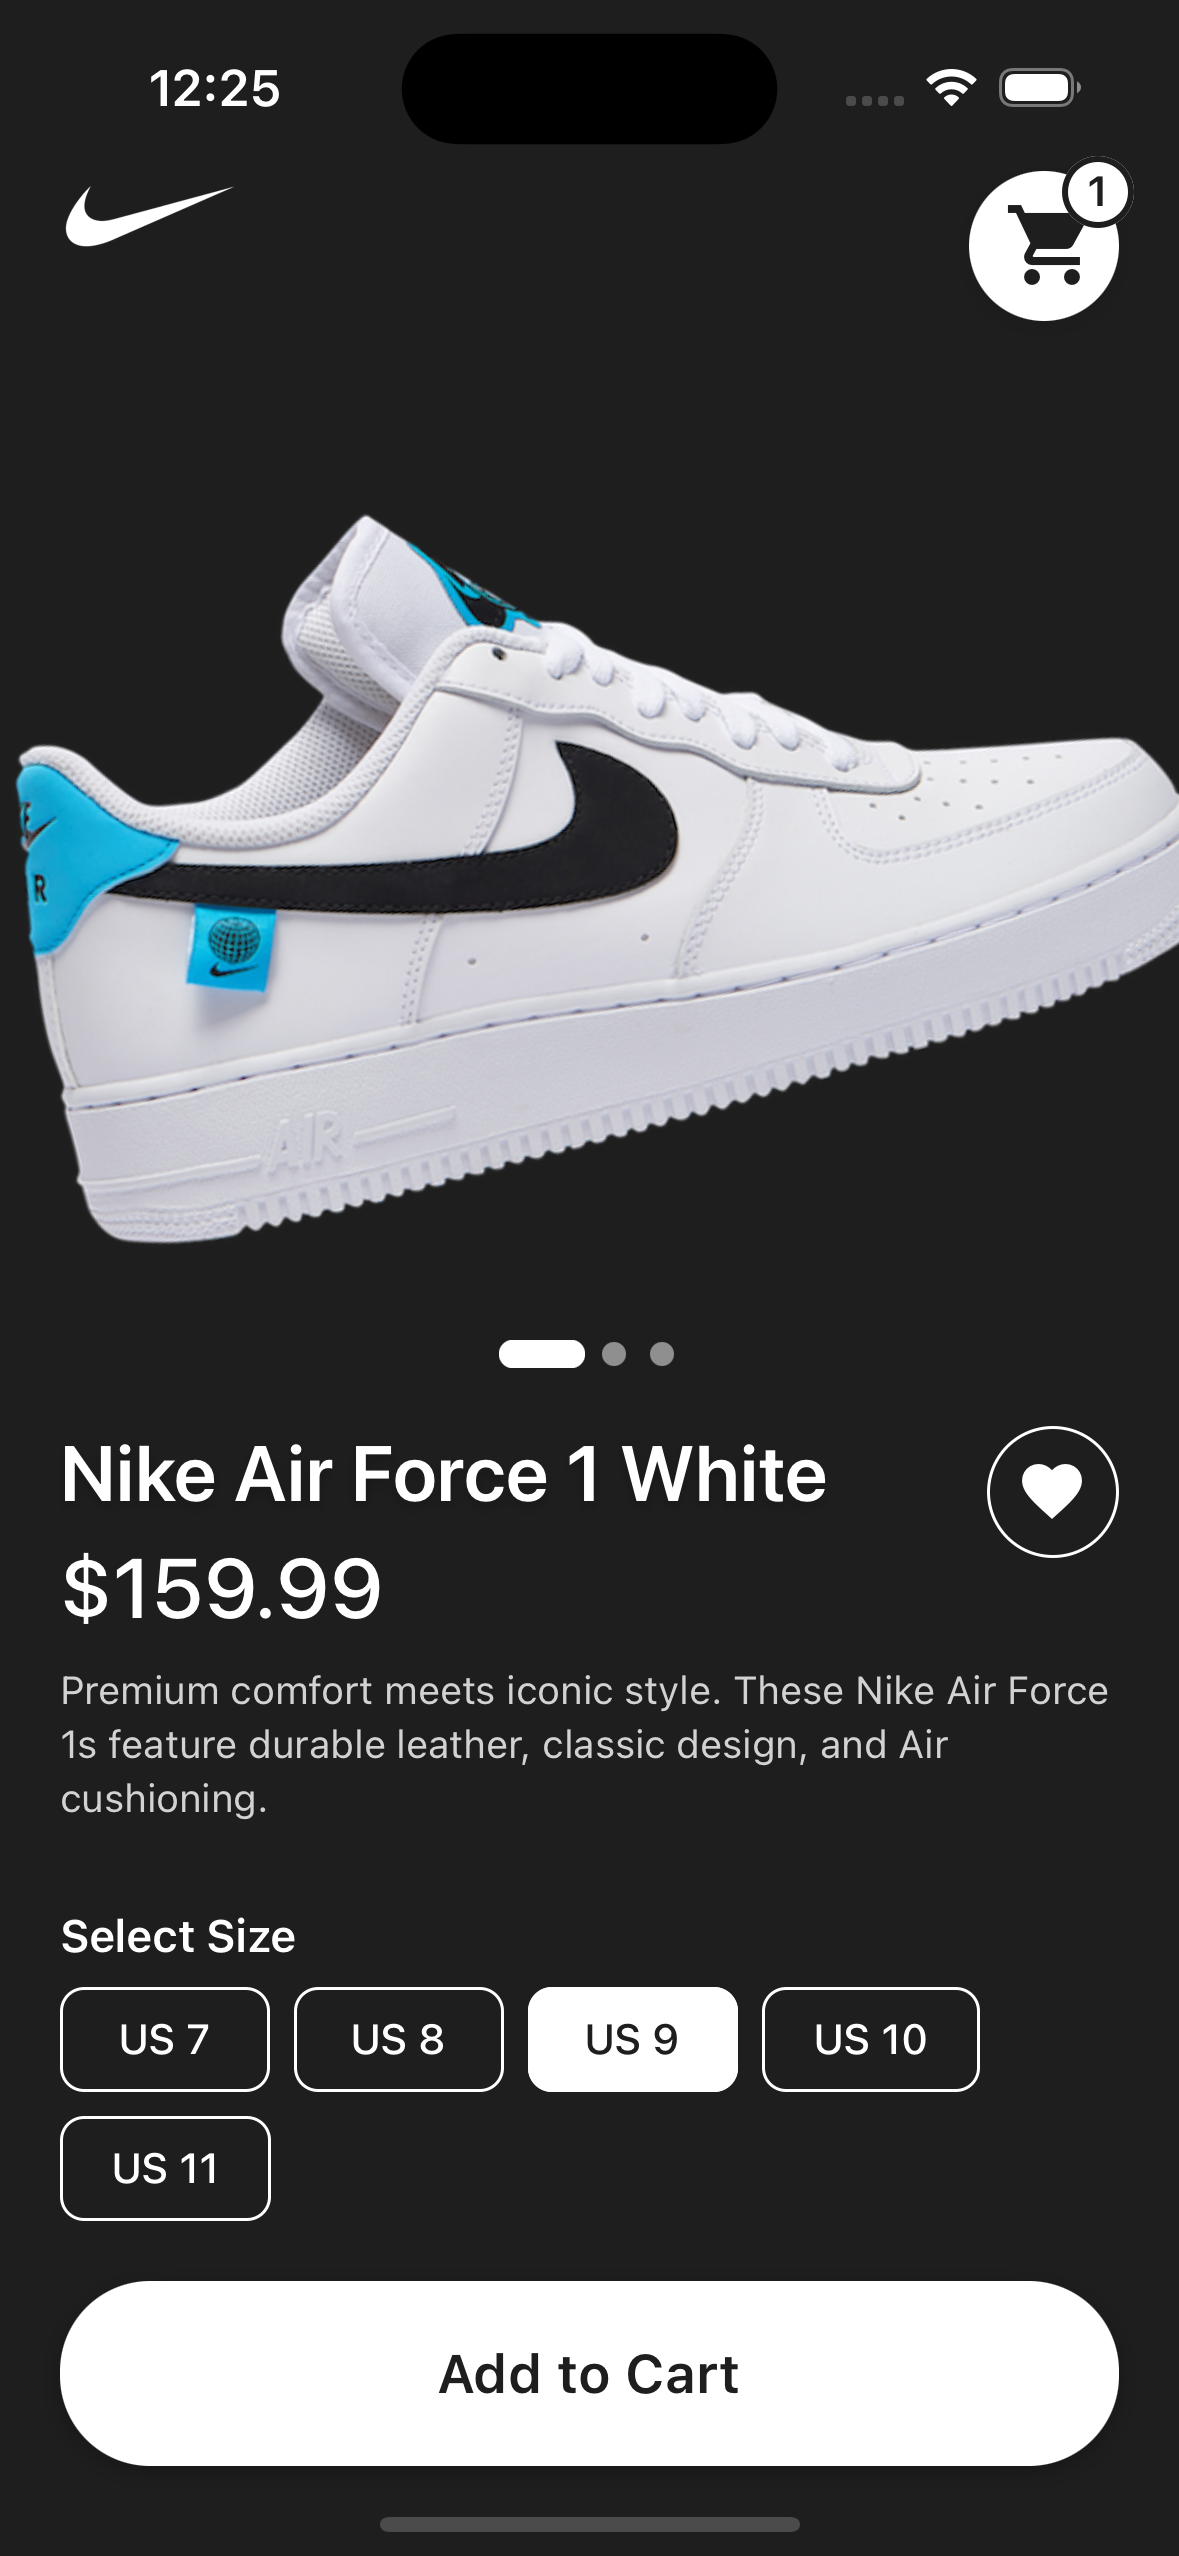 12:25
1
R
AIR
Nike Air Force 1 White
$159.99
Premium comfort meets iconic style. These Nike Air Force
1s feature durable leather, classic design, and Air
cushioning.
Select Size
US 7
US 8
US 9
US 10
US 11
Add to Cart